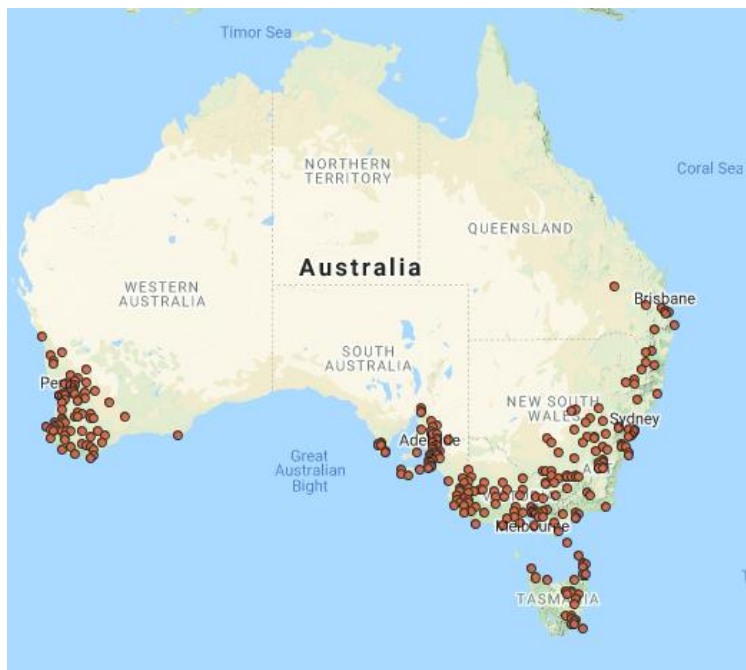 Timor Sea
NORTHERN
TERRITORY
Coral Sea
QUEENSLAND
Australia
WESTERN
AUSTRALIA
Brisbane
SOUTH
AUSTRALIA
NEW SOUTH
WALES
Sydney
Adelaide
Great
Australian
Bight
Melbourne
TASMANIA